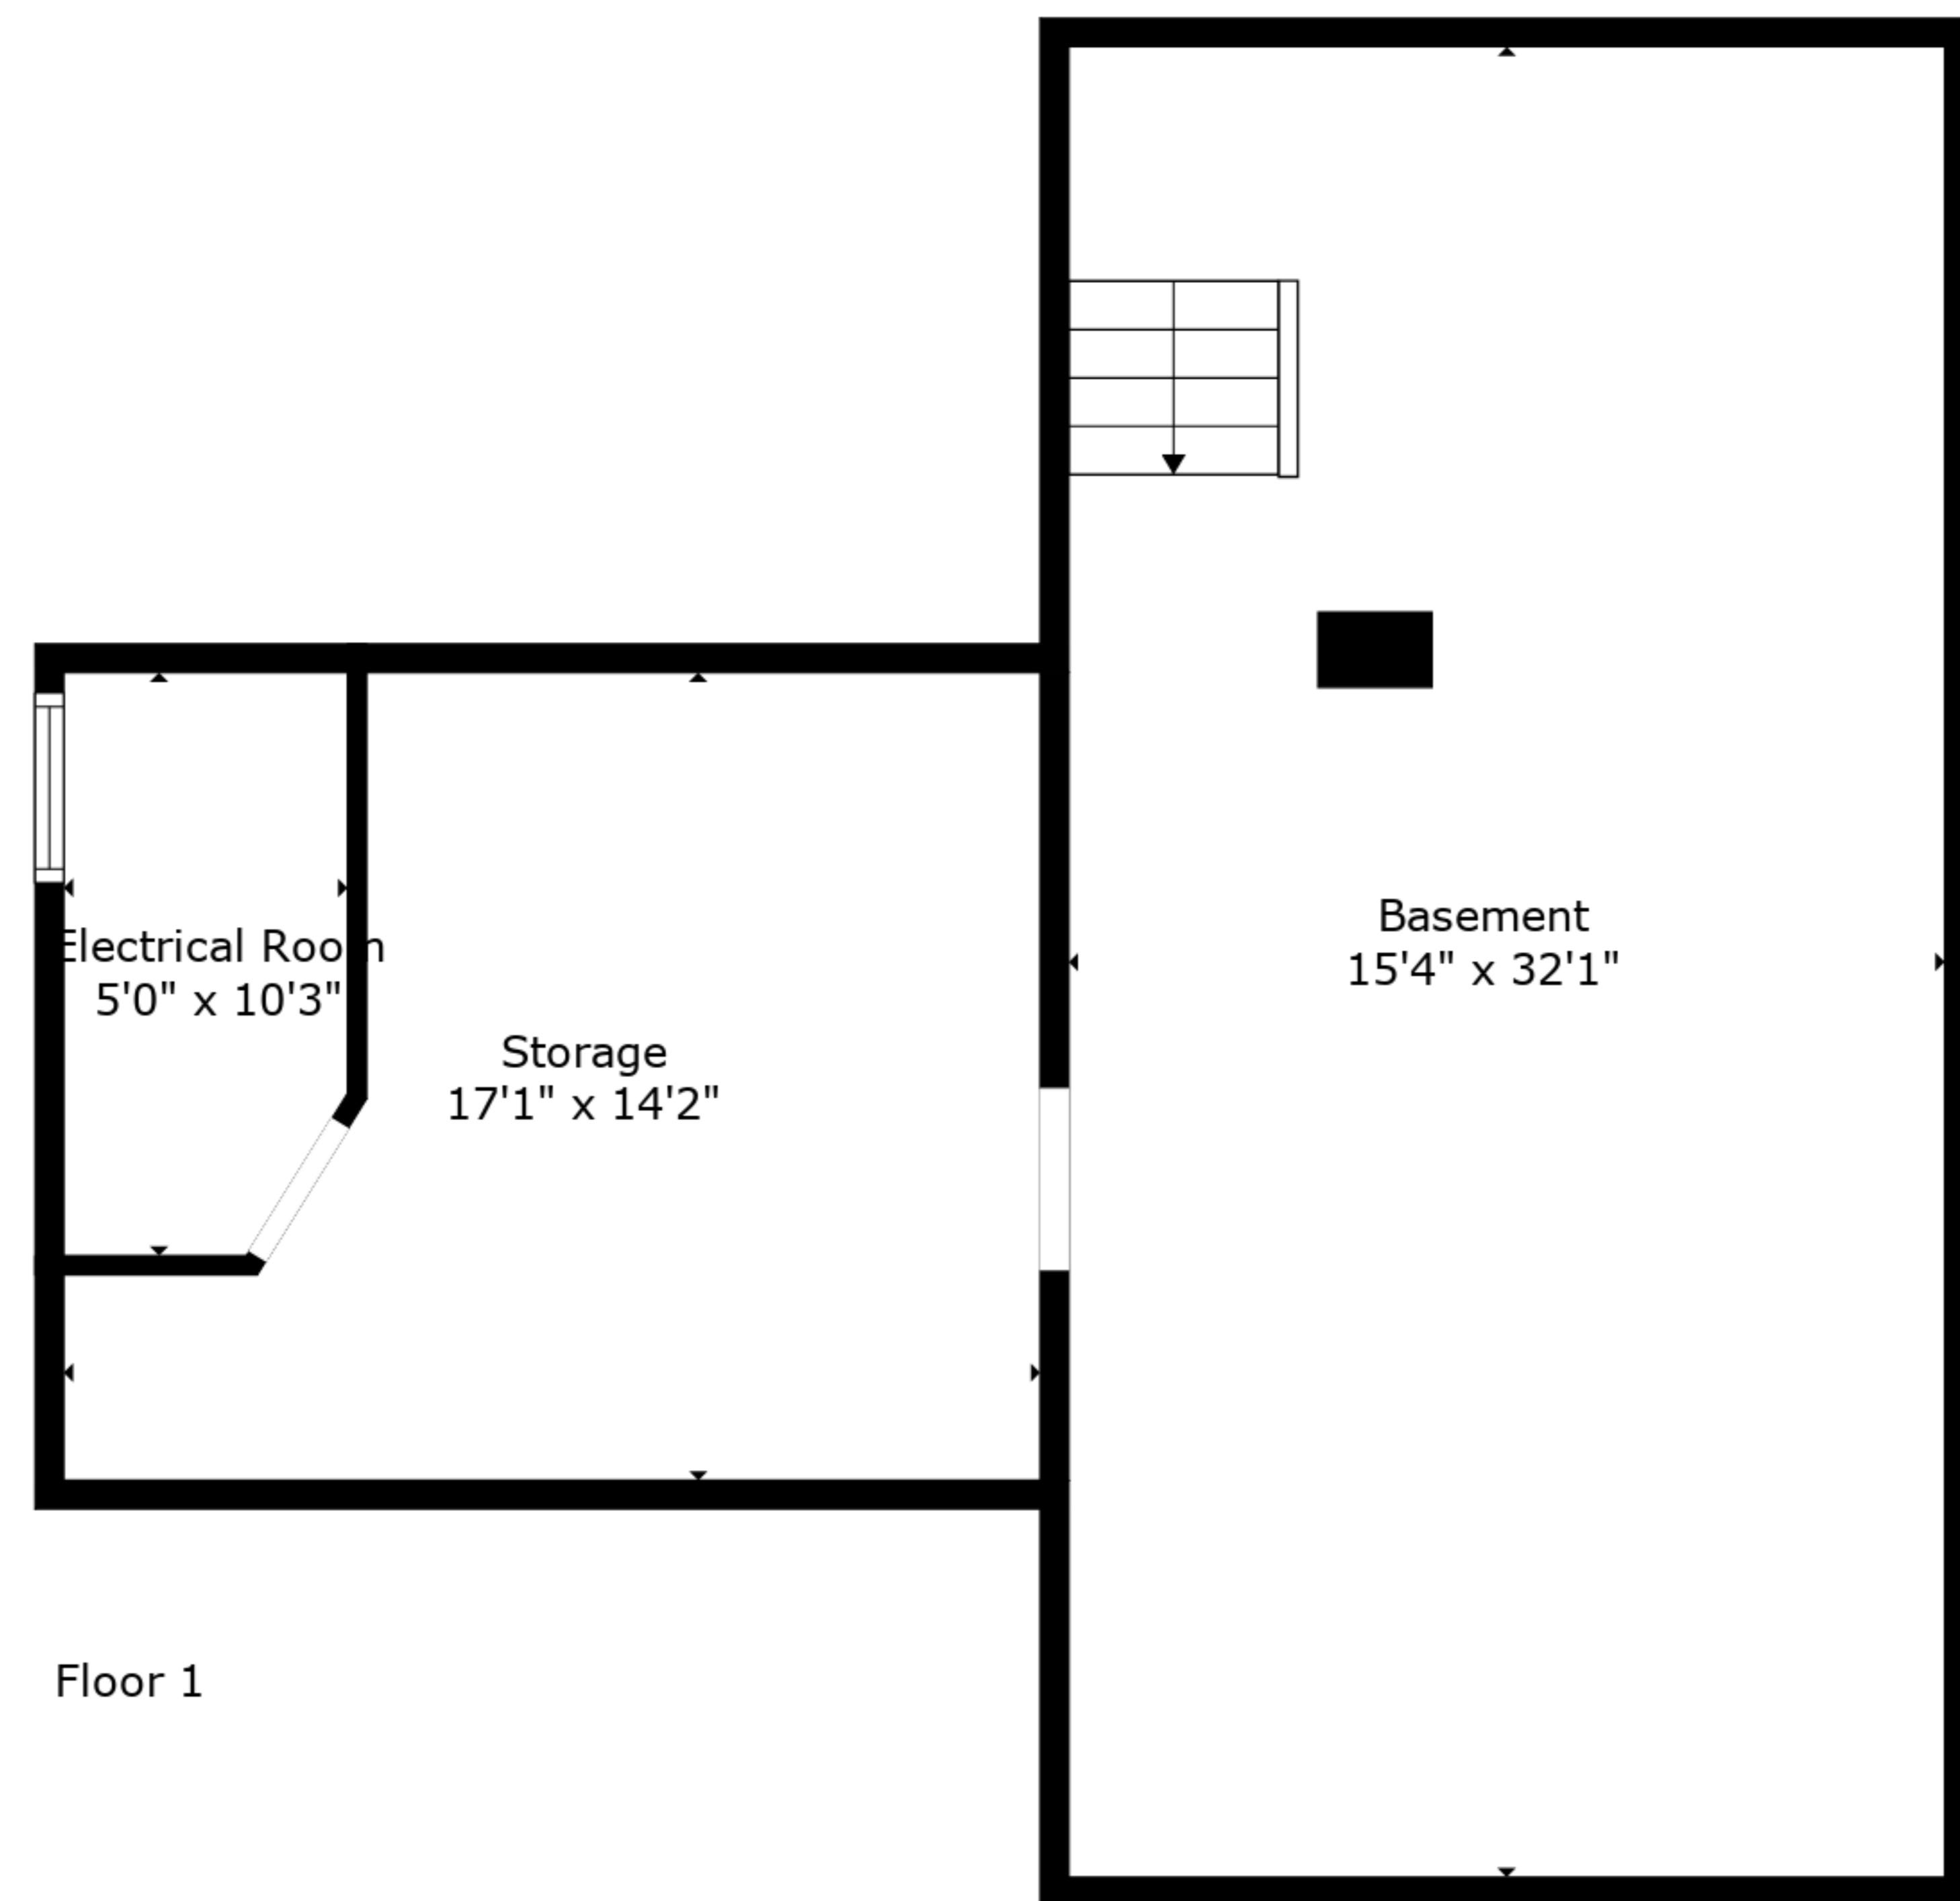 Basement
15'4" x 32'1"
Electrical Room
5'0" x 10'3"
Storage
17'1" x 14'2"
Floor 1